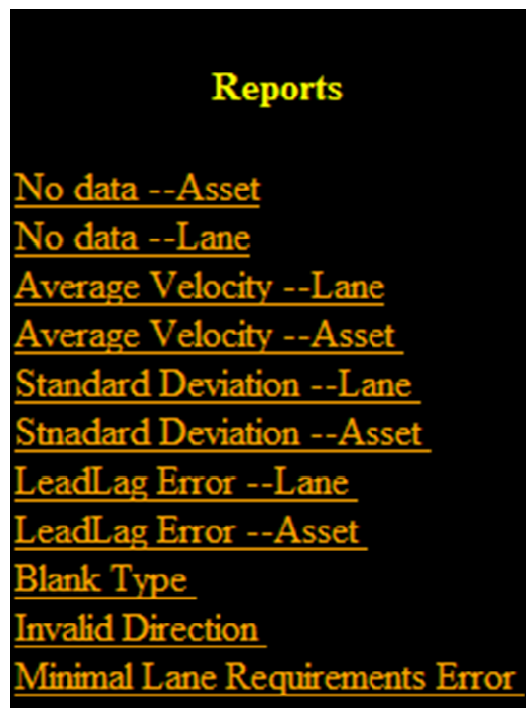 Reports
No data --Asset
No data --Lane
Average Velocity --Lane
Average Velocity --Asset
Standard Deviation --Lane
Stnadard Deviation --Asset
LeadLag Error --Lane
LeadLag Error --Asset
Blank Type
Invalid Direction
Minimal Lane Requirements Error